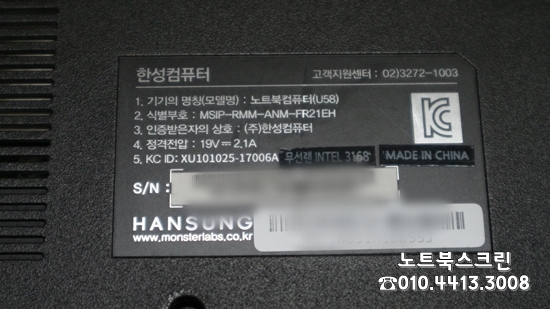 한성컴퓨터
고객지원센터 : 02)3272-1003
1. 기기의 명칭(모델명) : 노트북컴퓨터(U58)
2. 식별부호 : MSIP-RMM-ANM-FR21EH
3. 인증받은자의 상호 : (주)한성컴퓨터
4. 정격전압 : 19V 2.1A
5. KC ID: XU101025-17006A 무선랜 INTEL 3168 MADE IN CHINA
S/N :
HANSUNG
www.monsterlabs.co.kr
노트북스크린
☎010.4413.3008